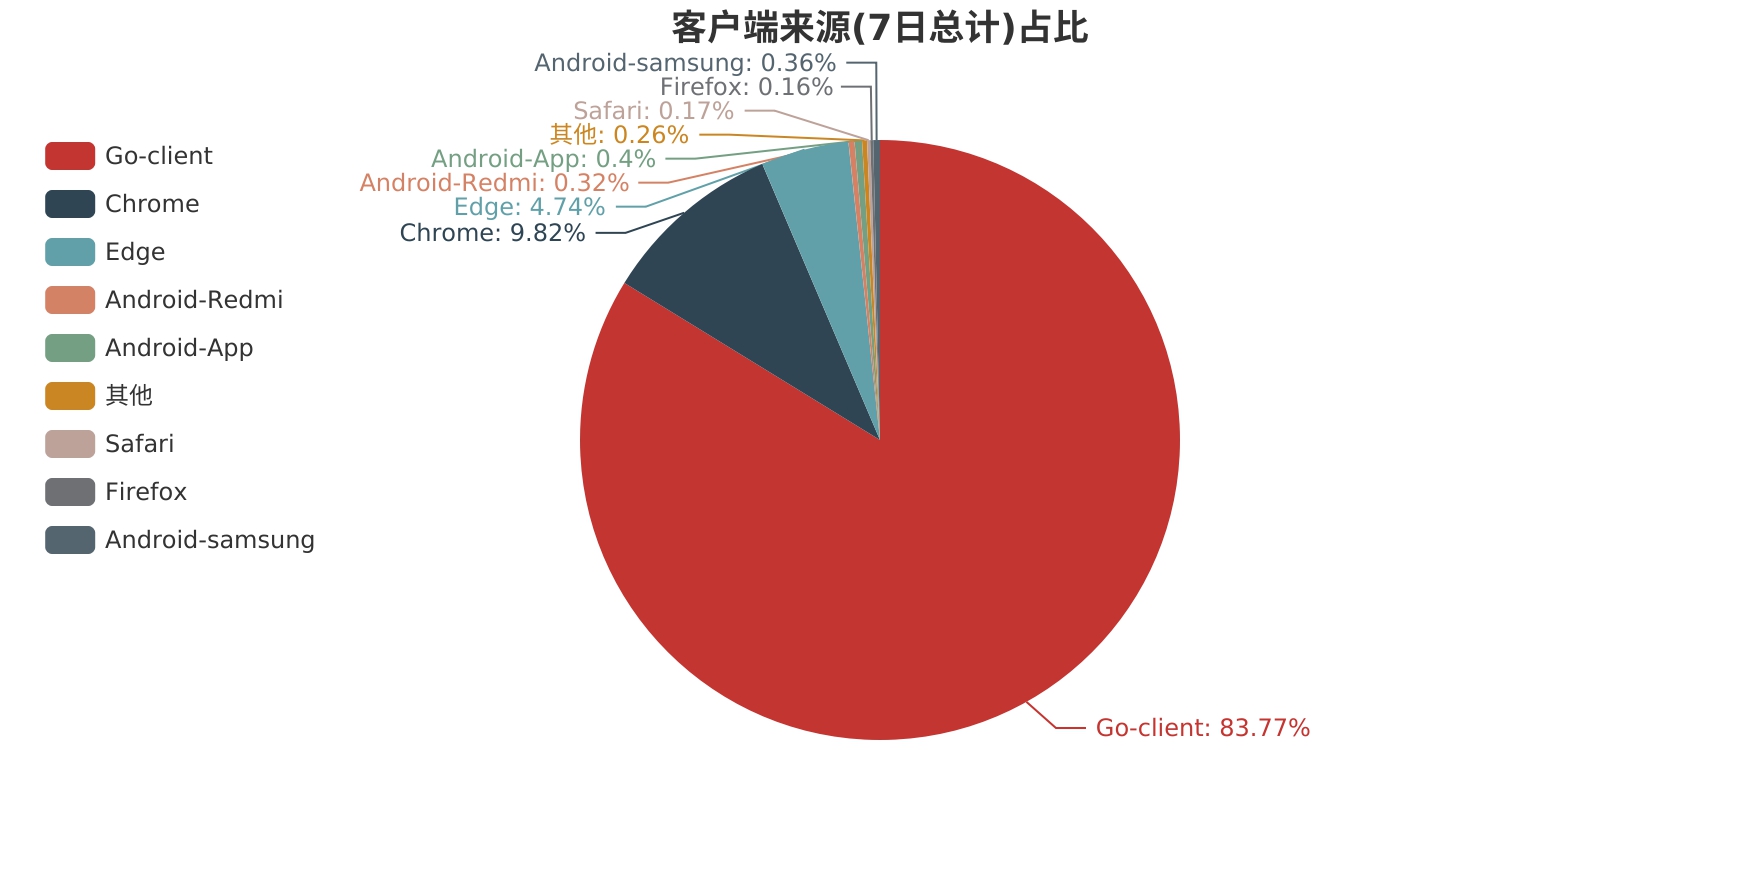 客户端来源(7日总计)占比
Android-samsung: 0.36%
Firefox: 0.16%
Safari: 0.17%
其他: 0.26%
Android-App: 0.4%
Android-Redmi: 0.32%
Edge: 4.74%
Chrome: 9.82%
Go-client: 83.77%
Go-client
Chrome
Edge
Android-Redmi
Android-App
其他
Safari
Firefox
Android-samsung